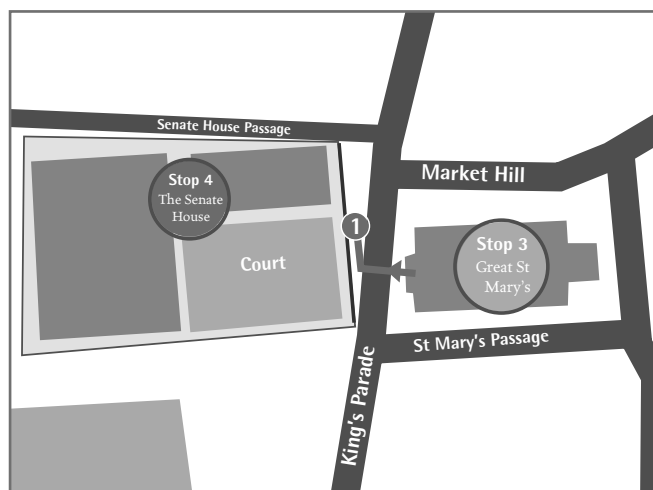 Senate House Passage
Market Hill
Stop 4
The Senate
House
1
Stop 3
Great St
Mary's
Court
St Mary's Passage
King's Parade